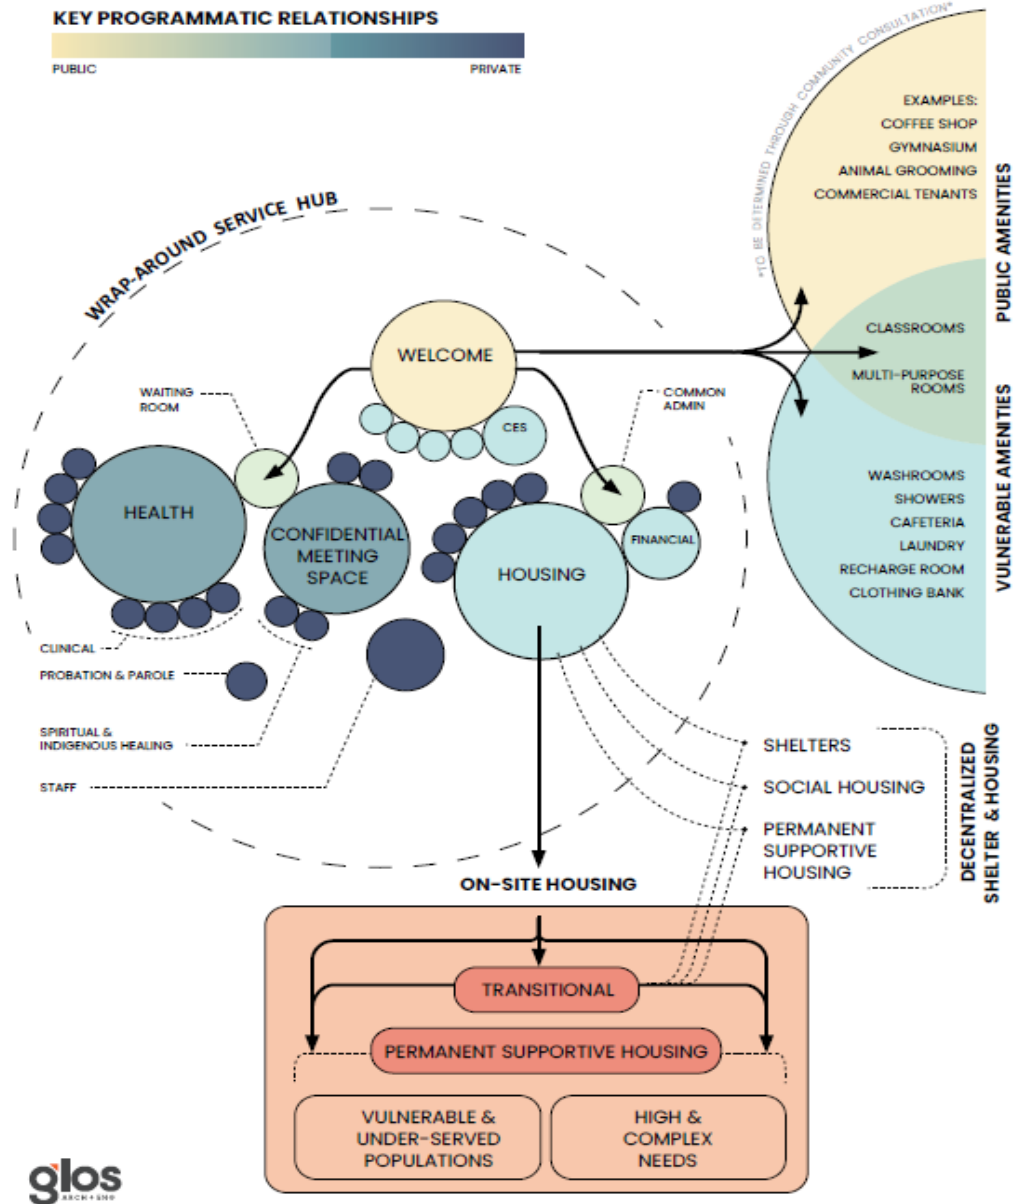 KEY PROGRAMMATIC RELATIONSHIPS
PUBLIC
PRIVATE
*TO BE DETERMINED THROUGH COMMUNITY CONSULTATION*
EXAMPLES:
COFFEE SHOP
GYMNASIUM
ANIMAL GROOMING
COMMERCIAL TENANTS
PUBLIC AMENITIES
CLASSROOMS
MULTI-PURPOSE
ROOMS
VULNERABLE AMENITIES
WASHROOMS
SHOWERS
CAFETERIA
LAUNDRY
RECHARGE ROOM
CLOTHING BANK
WRAP-AROUND SERVICE HUB
WELCOME
CES
WAITING
ROOM
COMMON
ADMIN
HEALTH
CONFIDENTIAL
MEETING
SPACE
HOUSING
FINANCIAL
CLINICAL
PROBATION & PAROLE
SPIRITUAL &
INDIGENOUS HEALING
STAFF
SHELTERS
SOCIAL HOUSING
PERMANENT
SUPPORTIVE
HOUSING
DECENTRALIZED
SHELTER & HOUSING
ON-SITE HOUSING
TRANSITIONAL
PERMANENT SUPPORTIVE HOUSING
VULNERABLE &
UNDER-SERVED
POPULATIONS
HIGH &
COMPLEX
NEEDS
glos
ARCH + ENG